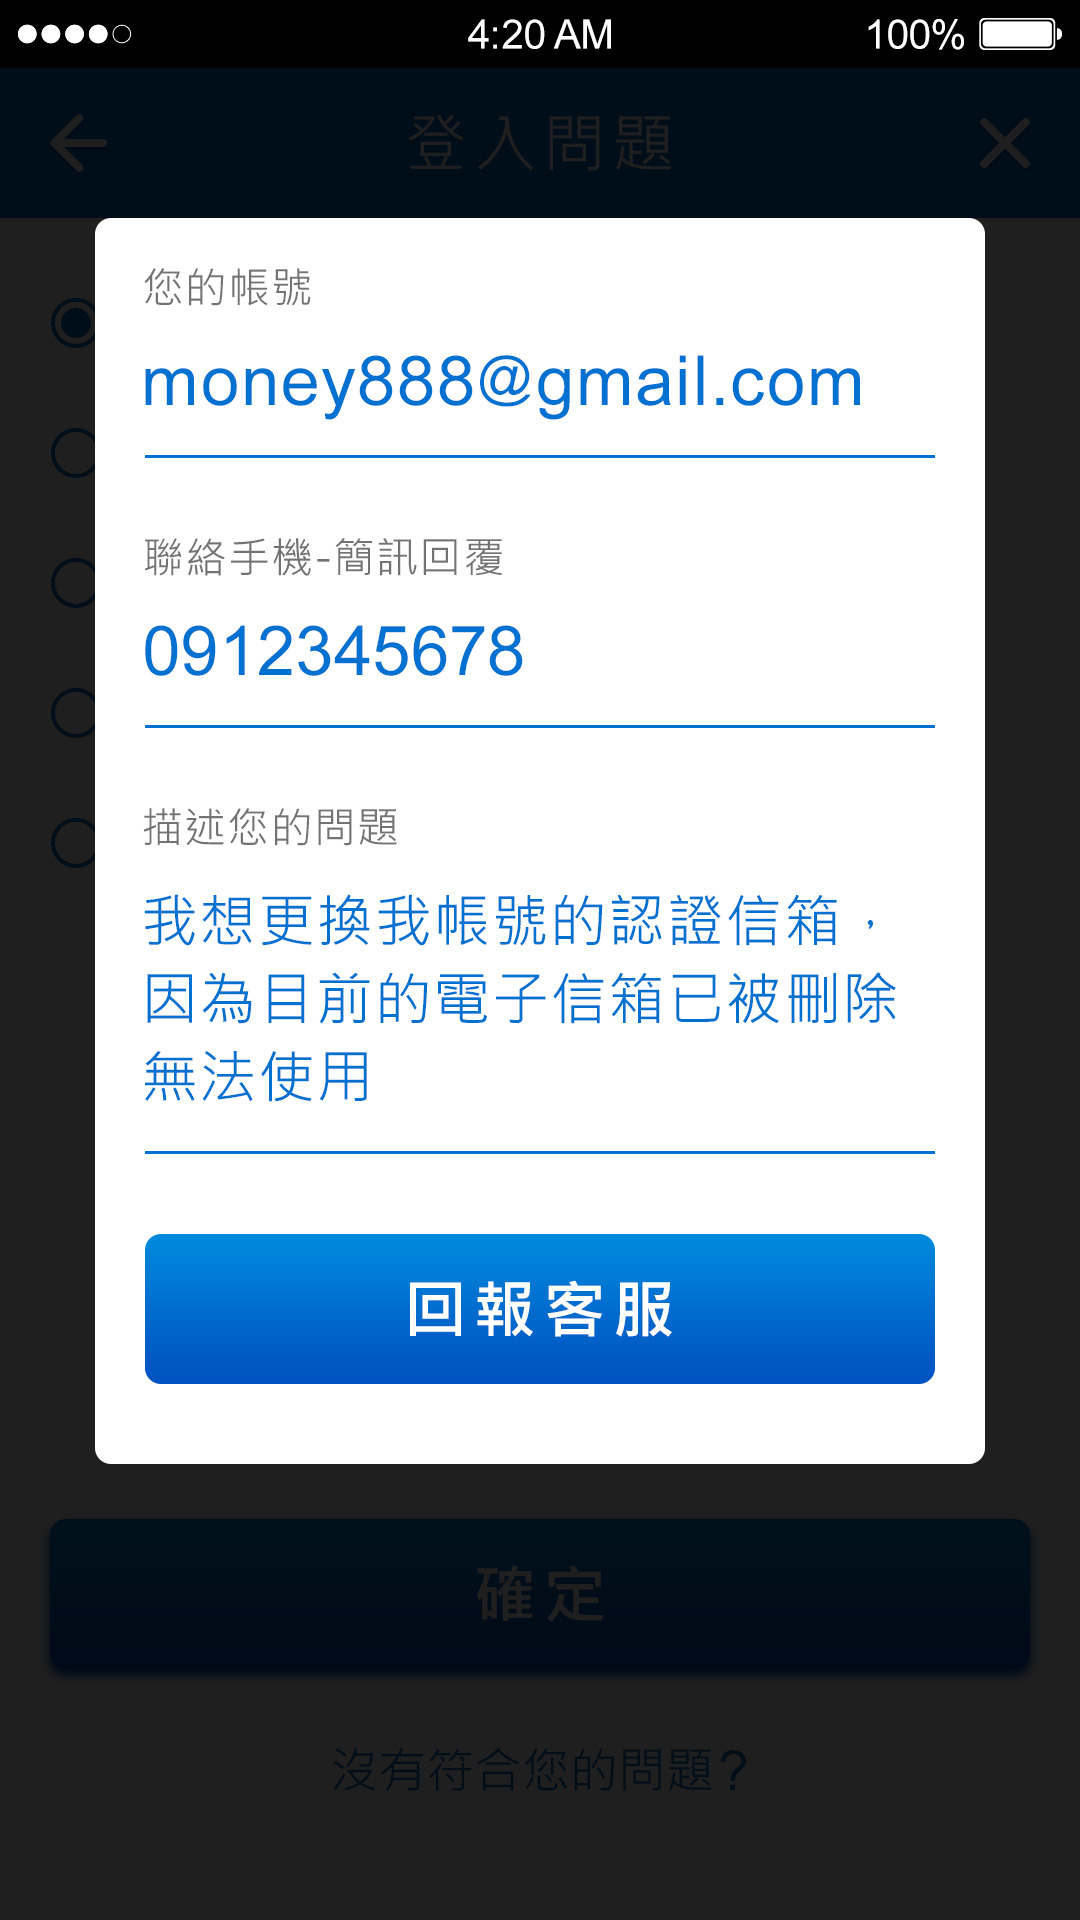 4:20 AM
100%
登入問題
您的帳號
money888@gmail.com
聯絡手機-簡訊回覆
0912345678
描述您的問題
我想更換我帳號的認證信箱，
因為目前的電子信箱已被刪除
無法使用
回報客服
確定
沒有符合您的問題？